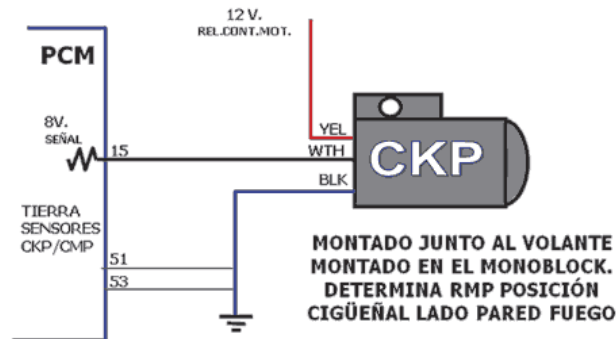 12 V.
REL.CONT.MOT.
PCM
8V.
SEÑAL
15
YEL
WTH
BLK
CKP
TIERRA
SENSORES
CKP/CMP
51
53
MONTADO JUNTO AL VOLANTE
MONTADO EN EL MONOBLOCK.
DETERMINA RMP POSICIÓN
CIGÜEÑAL LADO PARED FUEGO